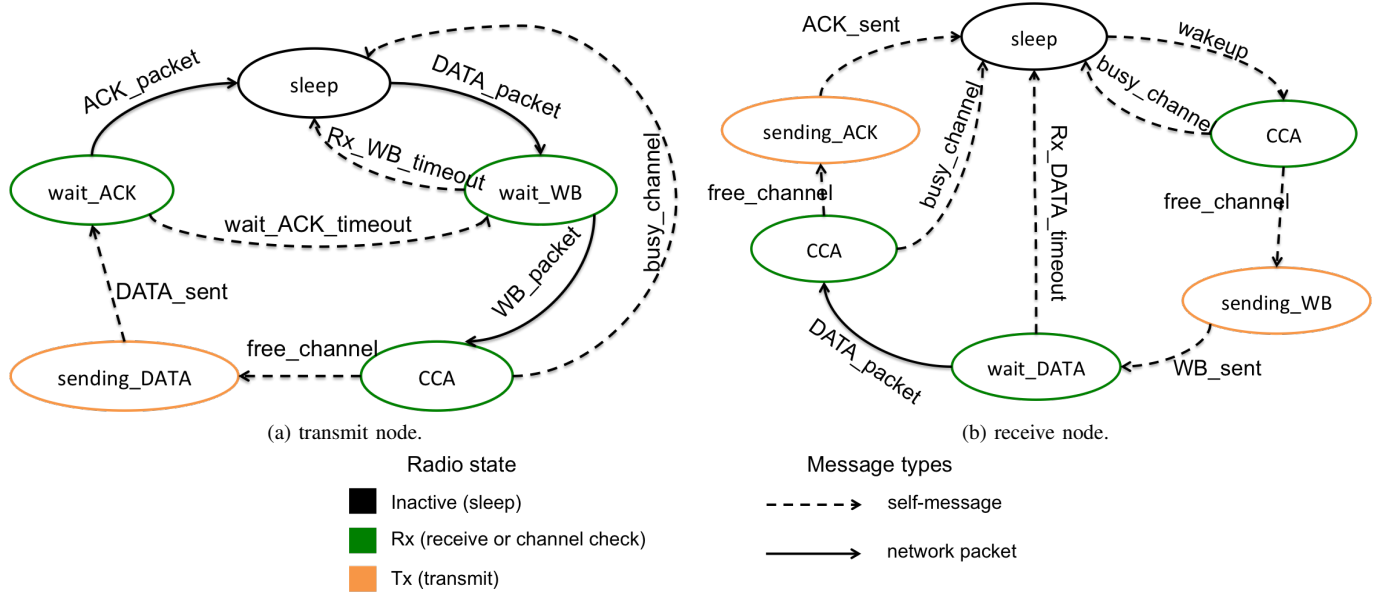 sleep
DATA_packet
ACK_packet
Rx_WB_timeout
wait_ACK
wait_WB
wait_ACK_timeout
busy_channel
WB_packet
DATA_sent
free_channel
sending_DATA
CCA
(a) transmit node.
ACK_sent
sleep
wakeup
busy_channel
sending_ACK
CCA
busy_channel
Rx_DATA_timeout
free_channel
free_channel
CCA
sending_WB
DATA_packet
wait_DATA
WB_sent
(b) receive node.
Radio state
Inactive (sleep)
Rx (receive or channel check)
Tx (transmit)
Message types
self-message
network packet